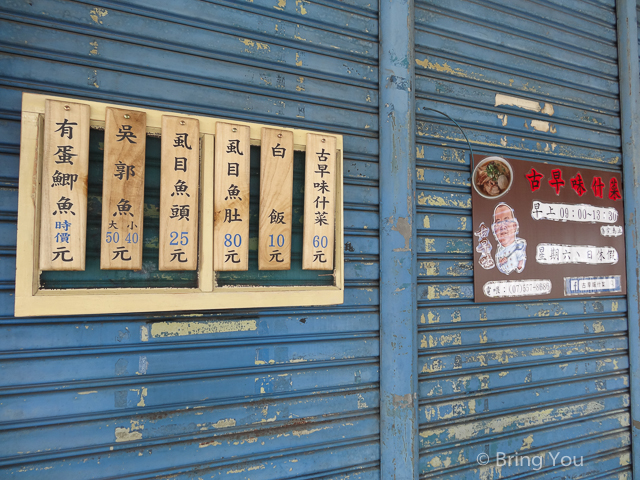 有蛋鯽魚時價元
吳郭魚大50小40元
虱目魚頭25元
虱目魚肚80元
白飯10元
古早味什菜60元
古早味什菜
早上09:00-13:30
星期六、日休假
© Bring You